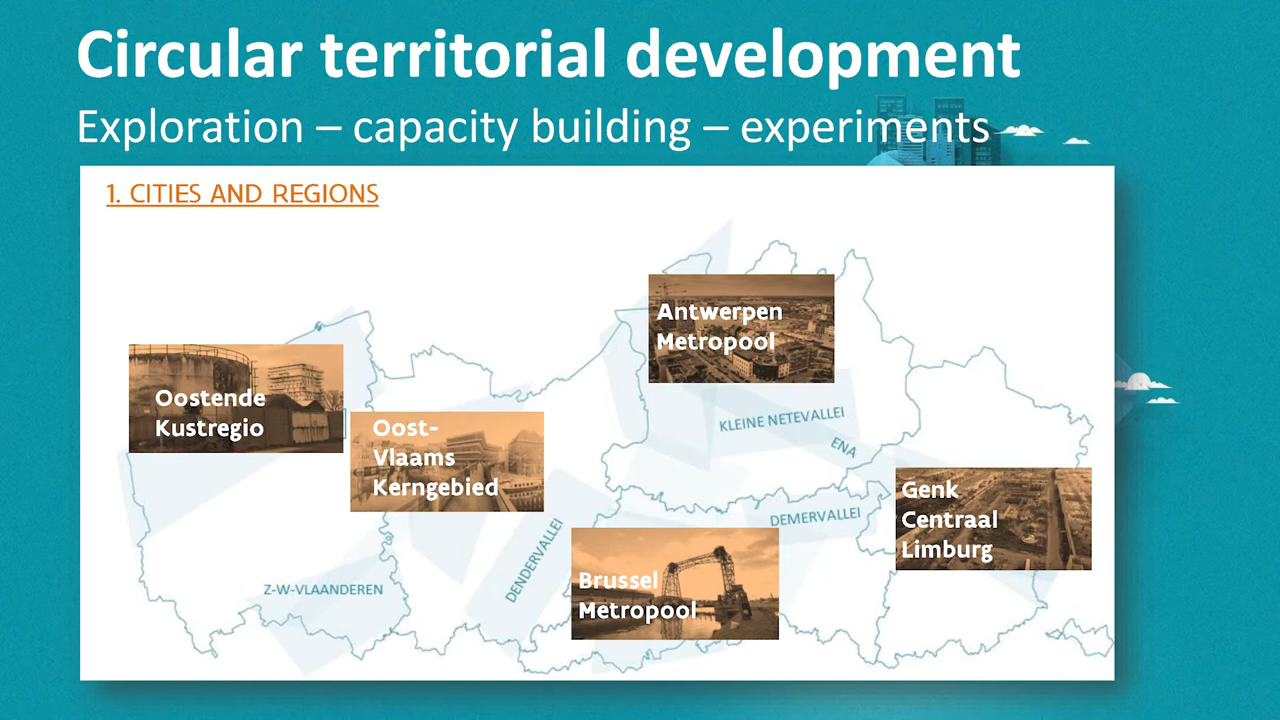 Circular territorial development
Exploration – capacity building – experiments
1. CITIES AND REGIONS
Antwerpen
Metropool
Oostende
Kustregio
Oost-
Vlaams
Kerngebied
KLEINE NETEVALLEI
ENA
Genk
Centraal
Limburg
DEMERVALLEI
DENDERVALLEI
Brussel
Metropool
Z-W-VLAANDEREN